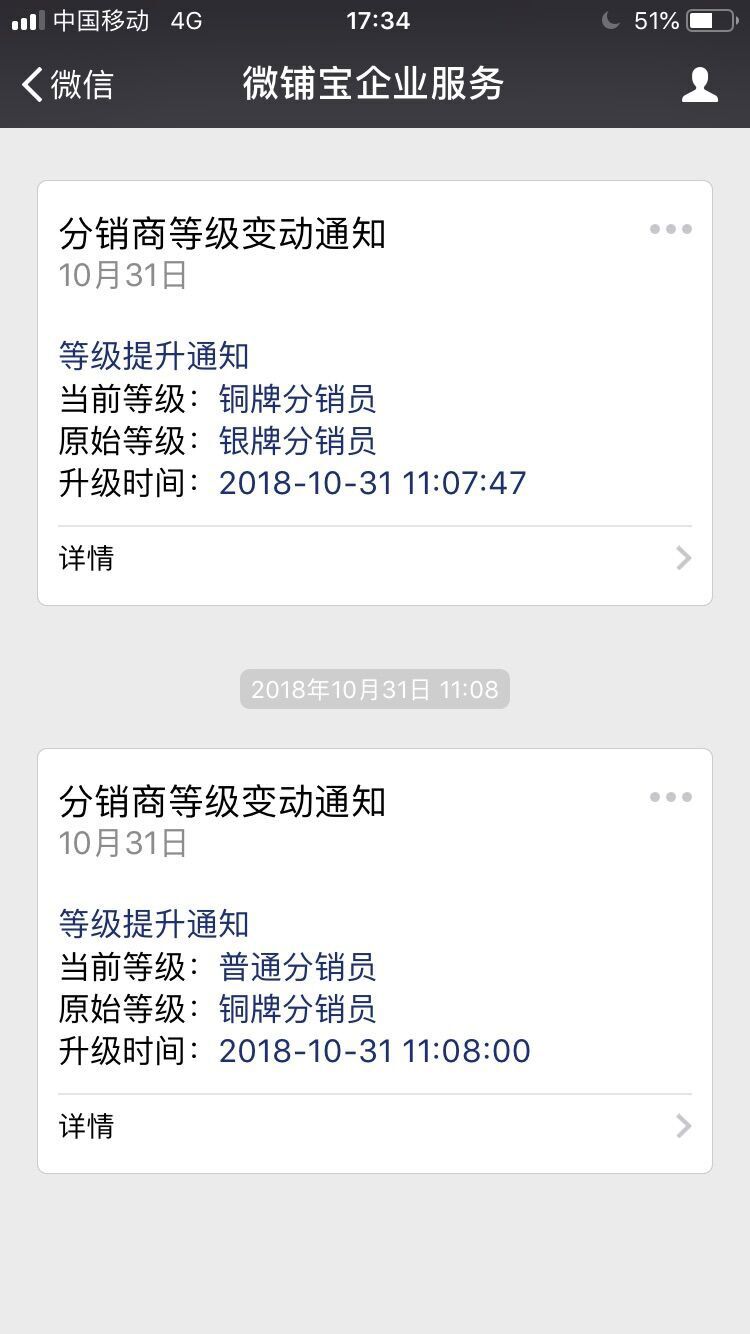 中国移动 4G 17:34 51%
微信 微铺宝企业服务
分销商等级变动通知
10月31日
等级提升通知
当前等级：铜牌分销员
原始等级：银牌分销员
升级时间：2018-10-31 11:07:47
详情
2018年10月31日 11:08
分销商等级变动通知
10月31日
等级提升通知
当前等级：普通分销员
原始等级：铜牌分销员
升级时间：2018-10-31 11:08:00
详情